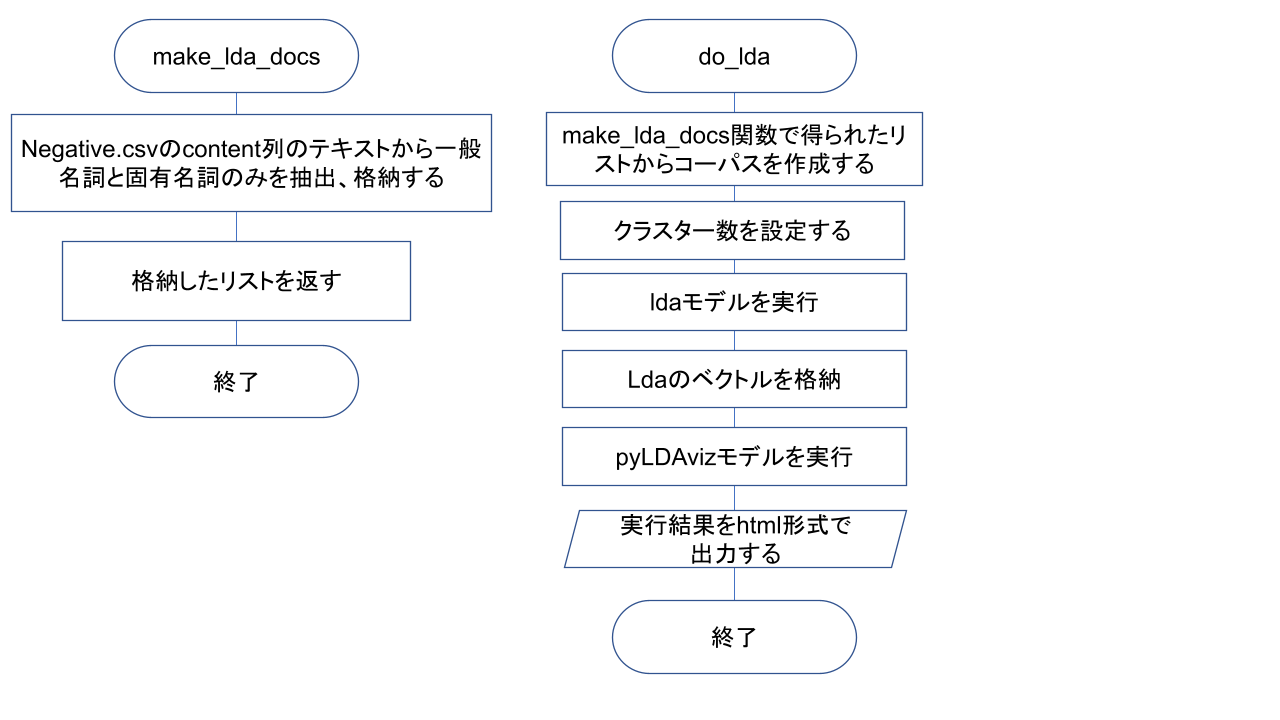 make_lda_docs
Negative.csvのcontent列のテキストから一般
名詞と固有名詞のみを抽出、格納する
格納したリストを返す
終了
do_lda
make_lda_docs関数で得られたリ
ストからコーパスを作成する
クラスター数を設定する
ldaモデルを実行
Ldaのベクトルを格納
pyLDAvizモデルを実行
実行結果をhtml形式で
出力する
終了